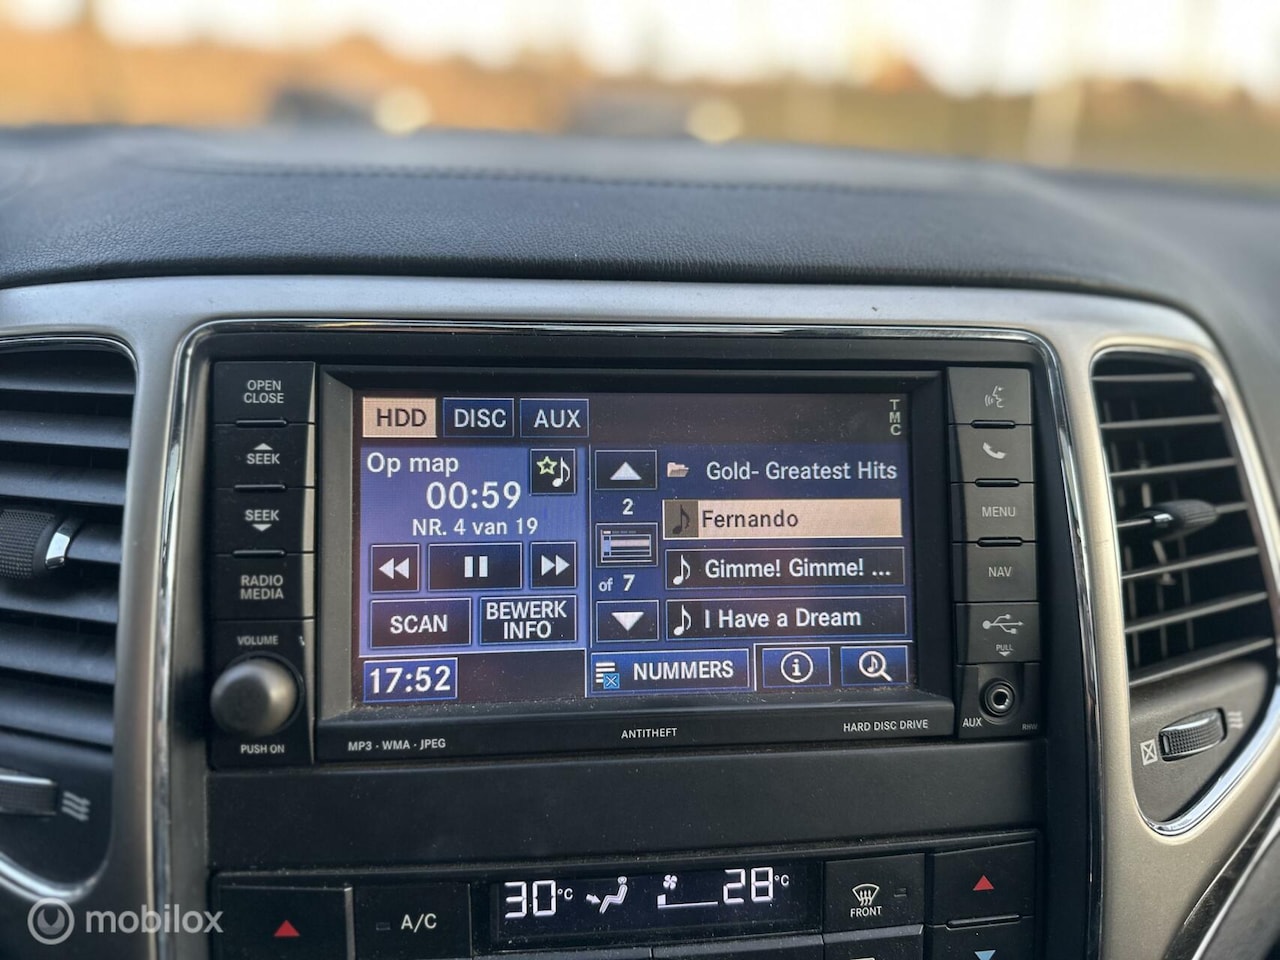 OPEN
CLOSE
SEEK
SEEK
RADIO
MEDIA
VOLUME
PUSH ON
HDD DISC AUX
TMC
Op map
00:59
NR. 4 van 19
SCAN
BEWERK
INFO
17:52
2
of 7
Gold- Greatest Hits
Fernando
Gimme! Gimme! ...
I Have a Dream
NUMMERS
MENU
NAV
PULL
AUX
RHW
MP3 · WMA · JPEG
ANTITHEFT
HARD DISC DRIVE
A/C
30°C
28°C
FRONT
mobilox